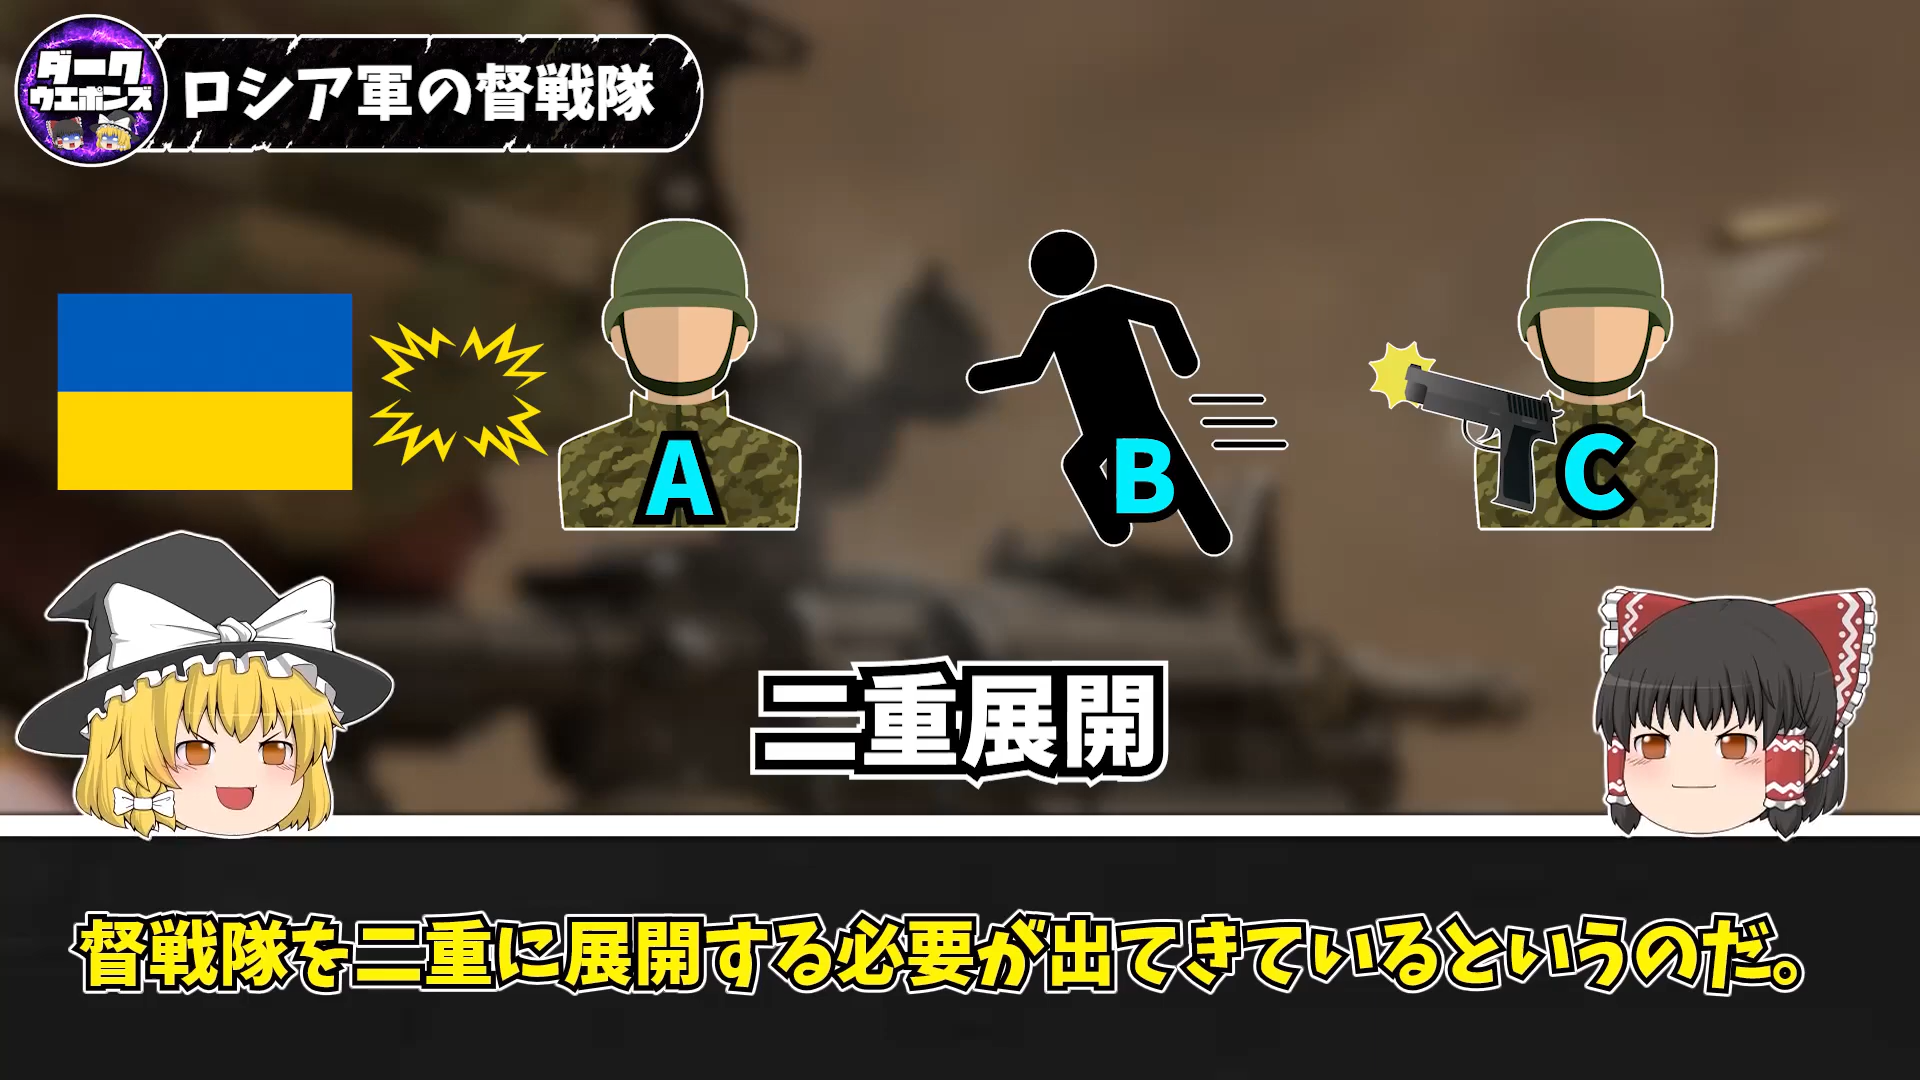 ダーク
ウエポンズ
ロシア軍の督戦隊
A
B
C
二重展開
督戦隊を二重に展開する必要が出てきているというのだ。